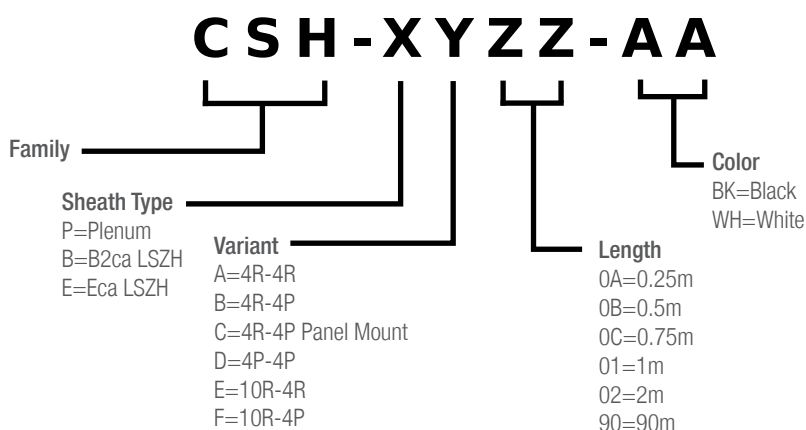 CSH-XYZZ-AA
Family
Sheath Type
P=Plenum
B=B2ca LSZH
E=Eca LSZH
Variant
A=4R-4R
B=4R-4P
C=4R-4P Panel Mount
D=4P-4P
E=10R-4R
F=10R-4P
Length
0A=0.25m
0B=0.5m
0C=0.75m
01=1m
02=2m
90=90m
Color
BK=Black
WH=White